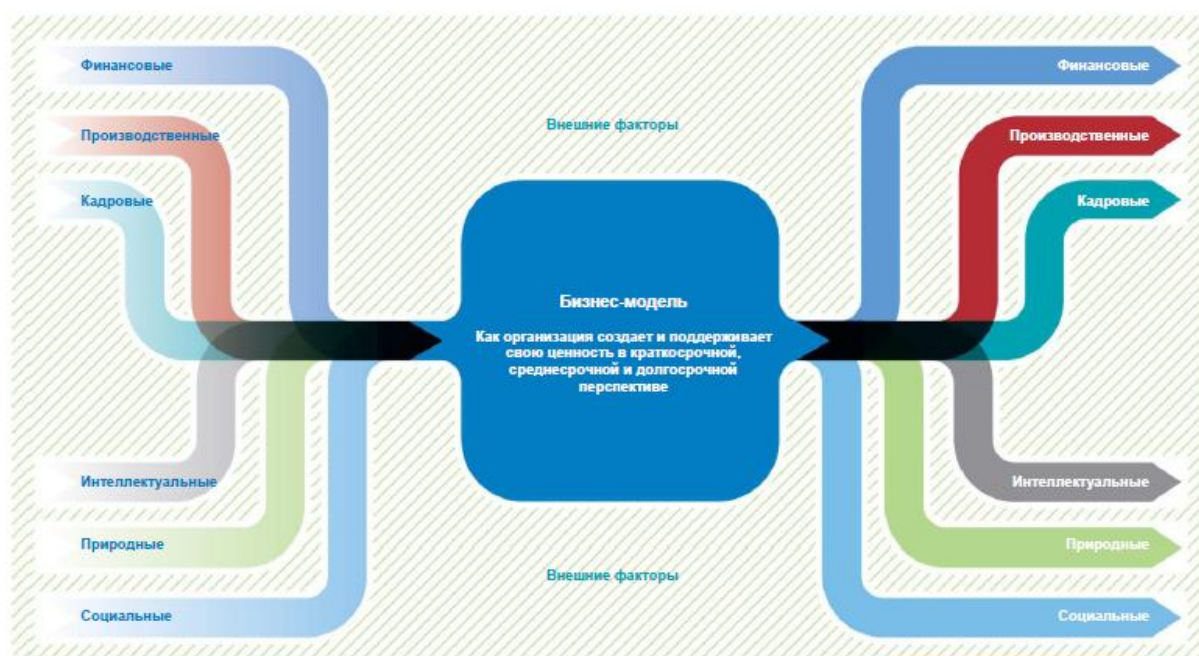 Финансовые
Производственные
Кадровые
Интеллектуальные
Природные
Социальные
Внешние факторы
Бизнес-модель
Как организация создает и поддерживает
свою ценность в краткосрочной,
среднесрочной и долгосрочной
перспективе
Внешние факторы
Финансовые
Производственные
Кадровые
Интеллектуальные
Природные
Социальные